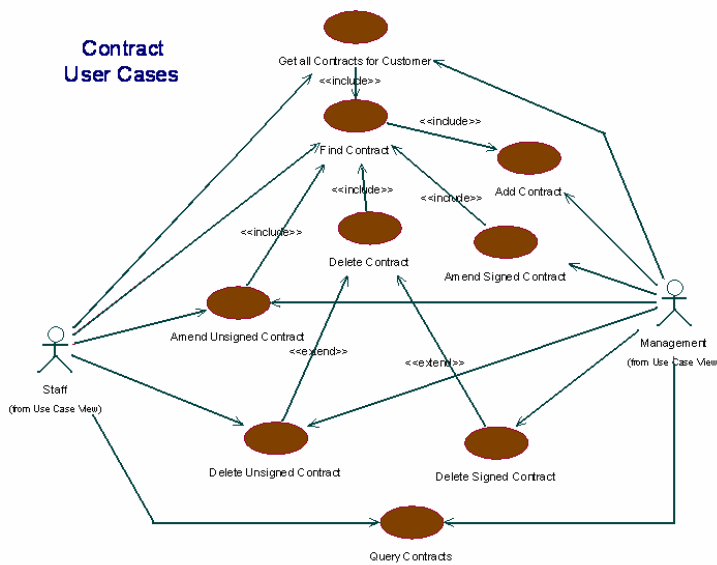 Contract
User Cases
Get all Contracts for Customer
<<include>>
<<include>>
Find Contract
Add Contract
<<include>>
<<include>>
<<include>>
Delete Contract
Amend Signed Contract
Amend Unsigned Contract
Management
(from Use Case View)
<<extend>>
<<extend>>
Staff
(from Use Case View)
Delete Unsigned Contract
Delete Signed Contract
Query Contracts